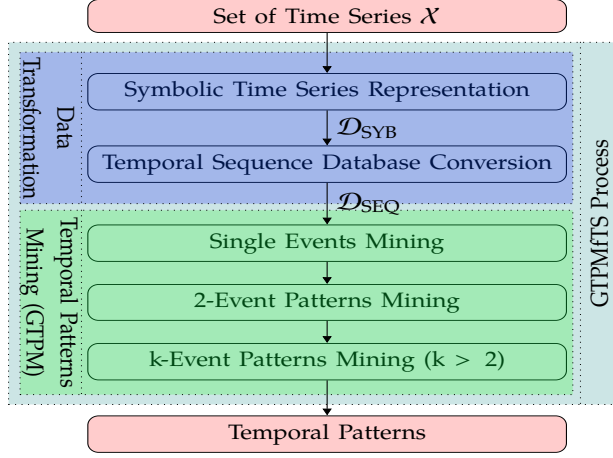 Set of Time Series 𝒳
Data
Transformation
Symbolic Time Series Representation
𝒟SYB
Temporal Sequence Database Conversion
𝒟SEQ
Temporal Patterns
Mining (GTPM)
Single Events Mining
2-Event Patterns Mining
k-Event Patterns Mining (k > 2)
GTPMfTS Process
Temporal Patterns